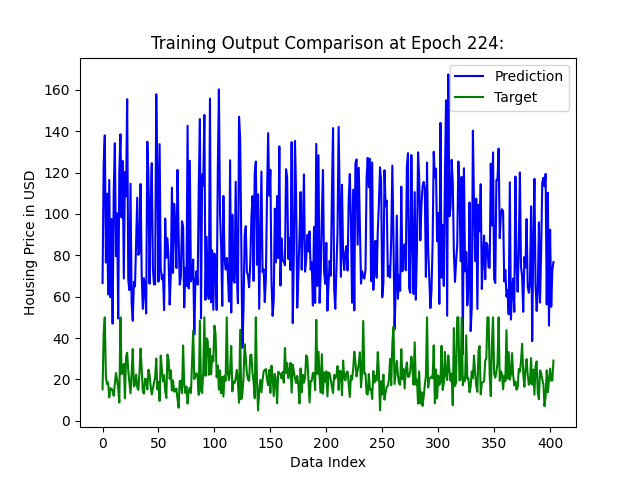 Training Output Comparison at Epoch 224:
Prediction
Target
Housing Price in USD
160
140
120
100
80
60
40
20
0
0 50 100 150 200 250 300 350 400
Data Index